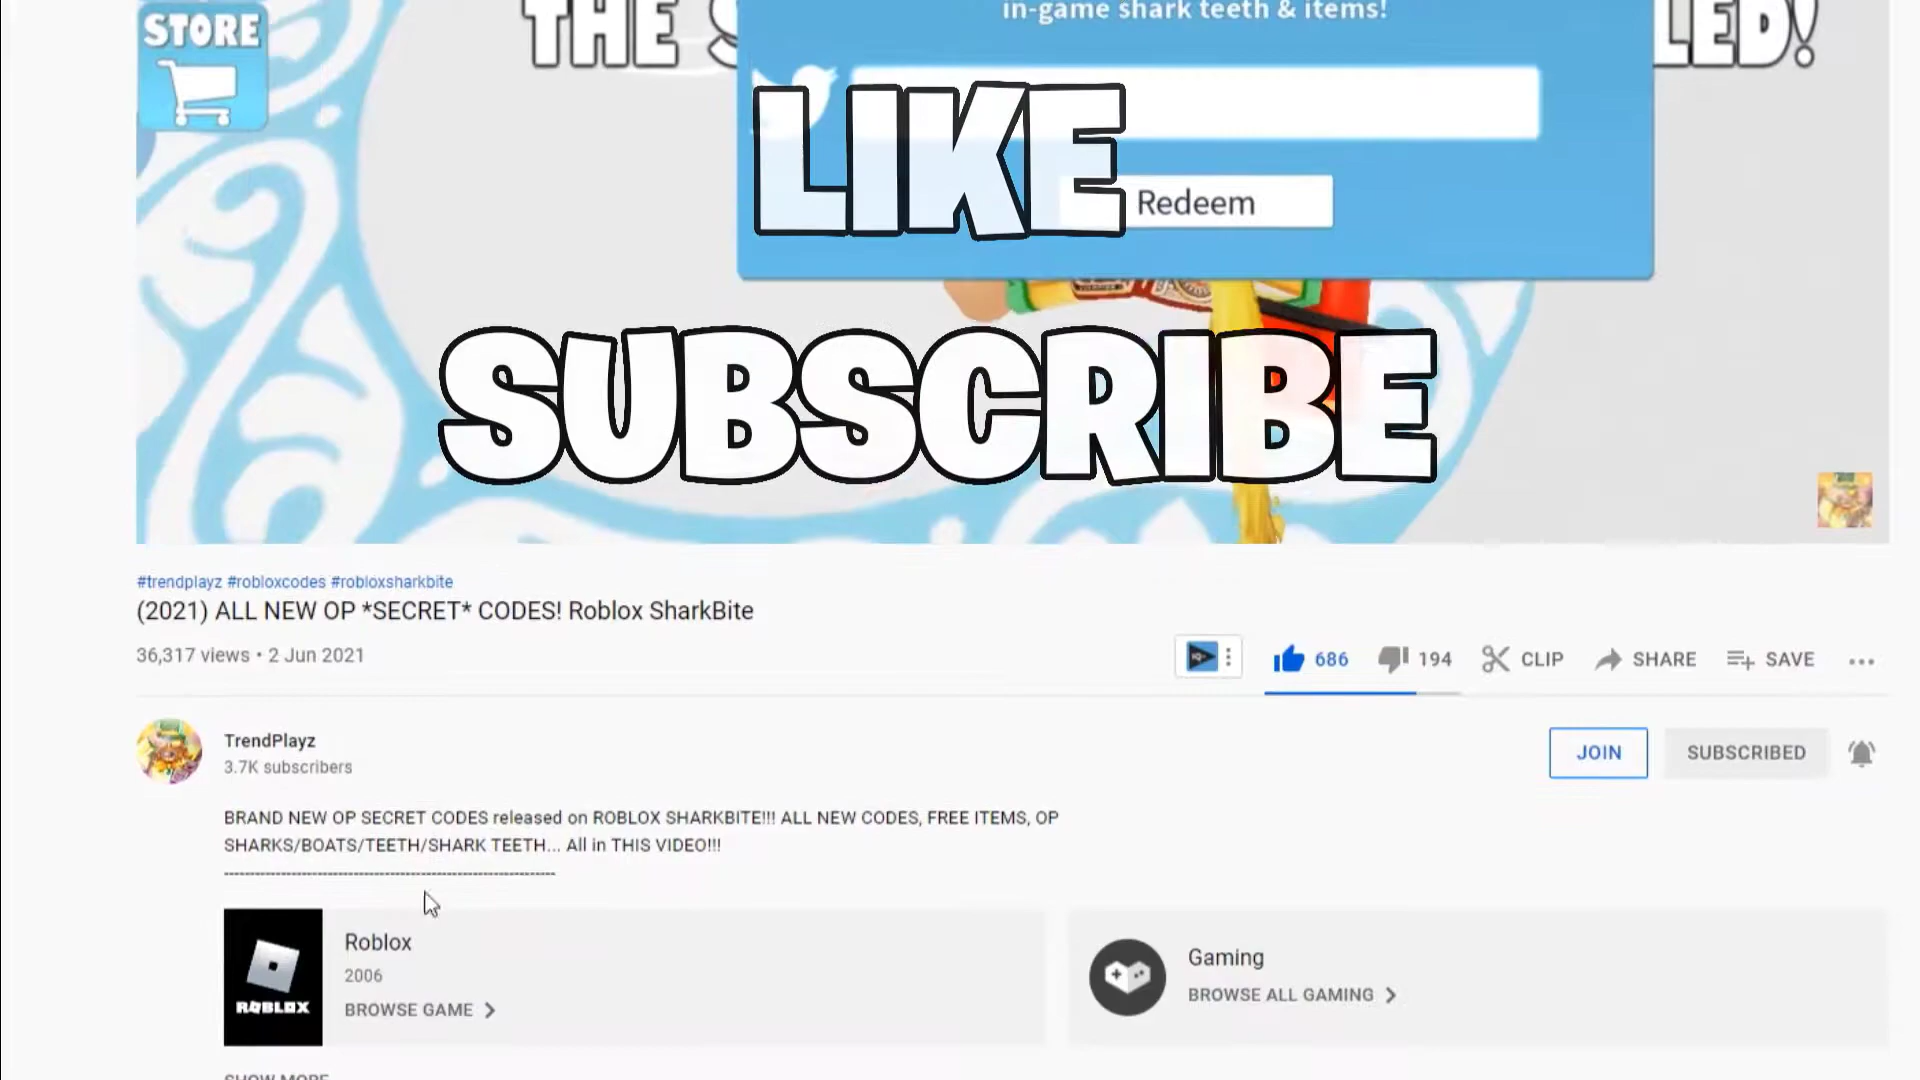 STORE
THE S
in-game shark teeth & items!
LED!
LIKE
Redeem
SUBSCRIBE
#trendplayz #robloxcodes #robloxsharkbite
(2021) ALL NEW OP *SECRET* CODES! Roblox SharkBite
36,317 views • 2 Jun 2021
686
194
CLIP
SHARE
SAVE
TrendPlayz
3.7K subscribers
JOIN
SUBSCRIBED
BRAND NEW OP SECRET CODES released on ROBLOX SHARKBITE!!! ALL NEW CODES, FREE ITEMS, OP
SHARKS/BOATS/TEETH/SHARK TEETH... All in THIS VIDEO!!!
Roblox
2006
BROWSE GAME
ROBLOX
Gaming
BROWSE ALL GAMING
SHOW MORE